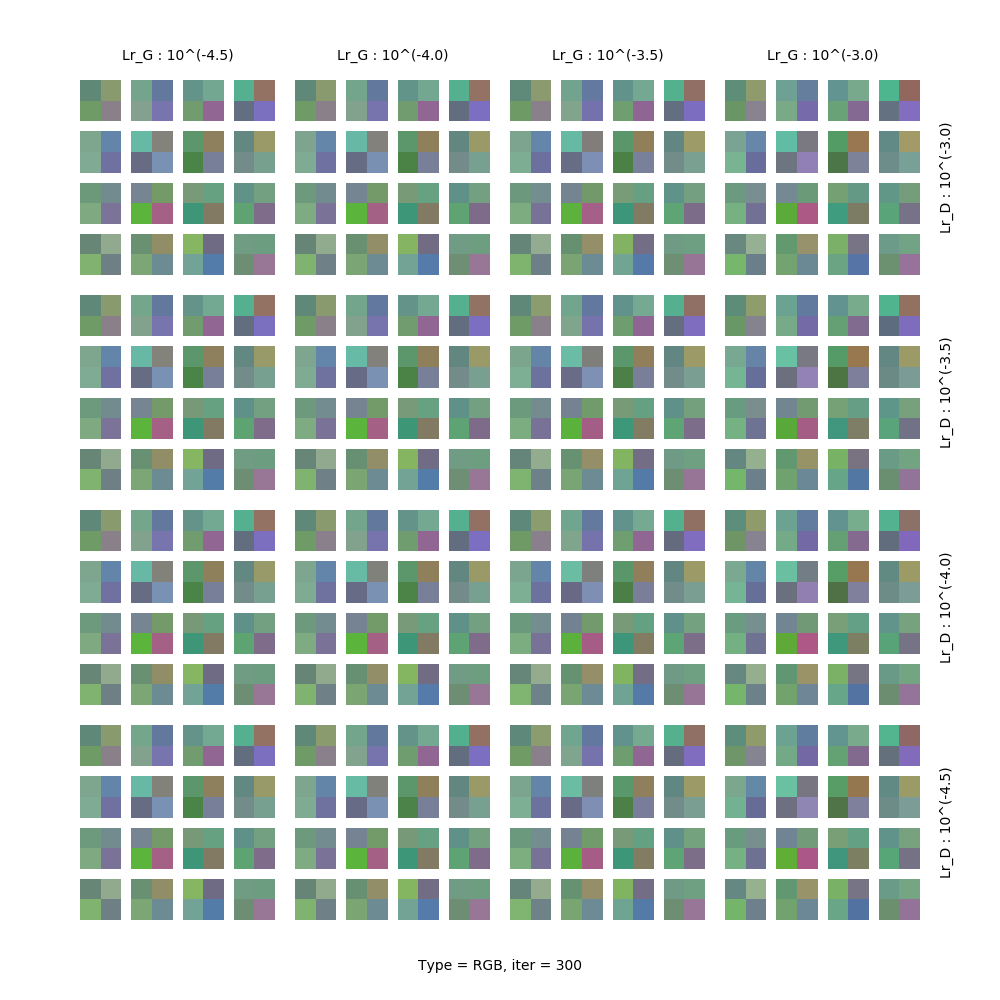 Lr_G : 10^(-4.5)
Lr_G : 10^(-4.0)
Lr_G : 10^(-3.5)
Lr_G : 10^(-3.0)
Lr_D : 10^(-3.0)
Lr_D : 10^(-3.5)
Lr_D : 10^(-4.0)
Lr_D : 10^(-4.5)
Type = RGB, iter = 300